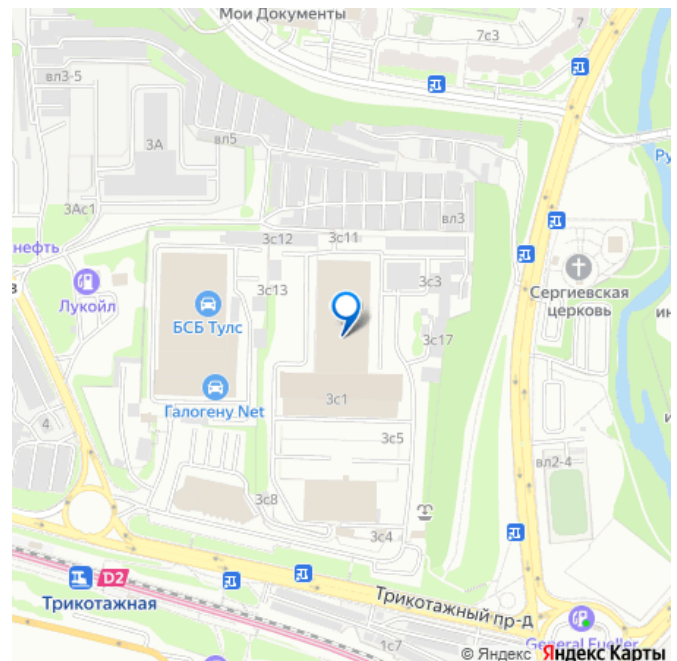 Мои Документы
7с3
7
вл3-5
3А
вл5
3Ас1
вл3
3с12
3с11
нефть
3с13
3с3
Лукойл
БСБ Тулс
Сергиевская
церковь
3с17
Галогену Net
3с1
4
3с5
вл2-4
3с8
3с4
D2
Трикотажная
Трикотажный пр-д
1с7
General Fueller
© Яндекс Яндекс Карты